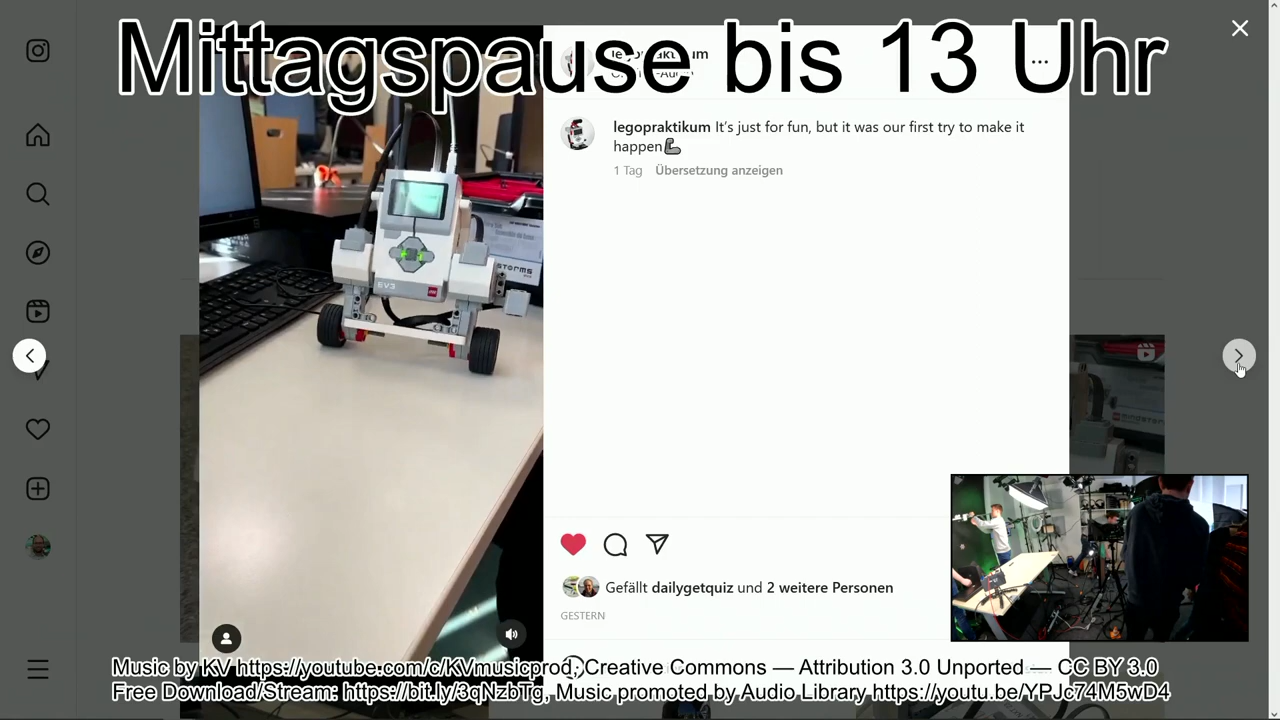 Mittagspause bis 13 Uhr
legopraktikum
legopraktikum It’s just for fun, but it was our first try to make it
happen
1 Tag Übersetzung anzeigen
STORMS
EV3
Gefällt dailygetquiz und 2 weitere Personen
GESTERN
Music by KV https://youtube.com/c/KVmusicprod; Creative Commons — Attribution 3.0 Unported — CC BY 3.0
Free Download/Stream: https://bit.ly/3qNzbTg, Music promoted by Audio Library https://youtu.be/YPJc74M5wD4